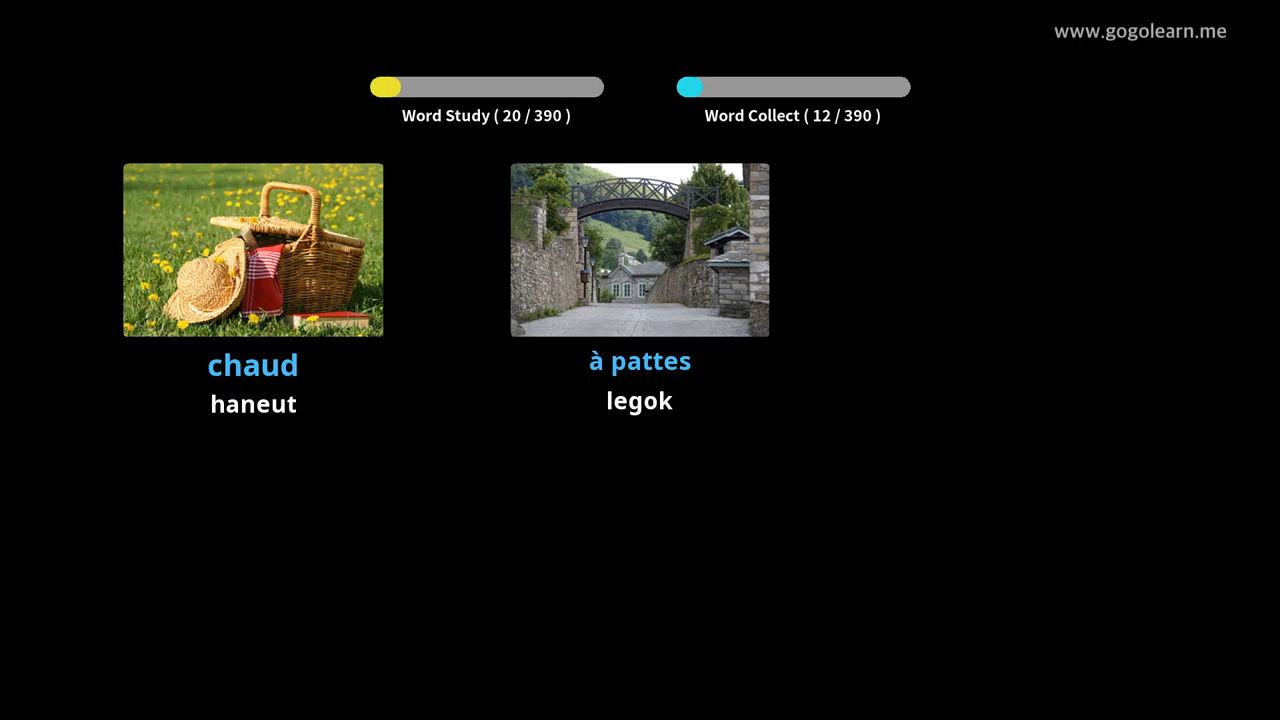 www.gogolearn.me
Word Study ( 20 / 390 )
Word Collect ( 12 / 390 )
chaud
haneut
à pattes
legok